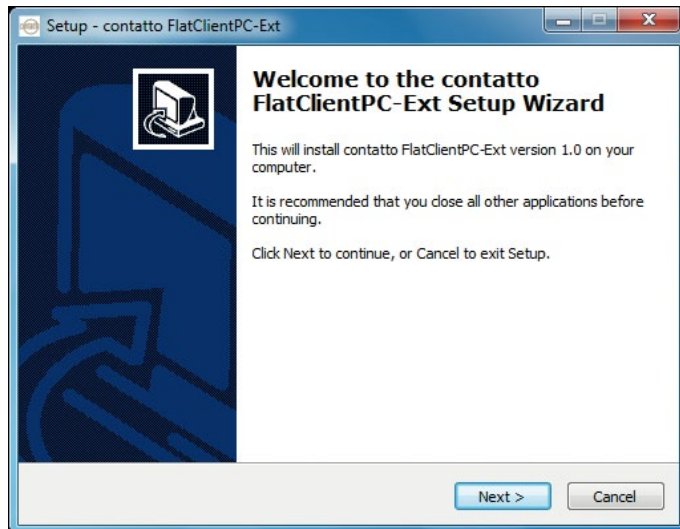 Setup - contatto FlatClientPC-Ext
Welcome to the contatto
FlatClientPC-Ext Setup Wizard
This will install contatto FlatClientPC-Ext version 1.0 on your
computer.
It is recommended that you close all other applications before
continuing.
Click Next to continue, or Cancel to exit Setup.
Next >
Cancel